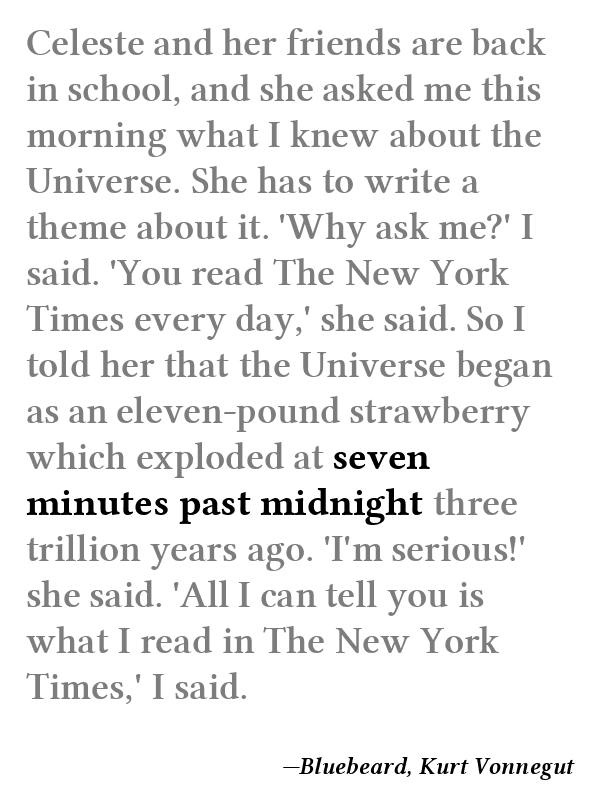 Celeste and her friends are back
in school, and she asked me this
morning what I knew about the
Universe. She has to write a
theme about it. 'Why ask me?' I
said. 'You read The New York
Times every day,' she said. So I
told her that the Universe began
as an eleven-pound strawberry
which exploded at seven
minutes past midnight three
trillion years ago. 'I'm serious!'
she said. 'All I can tell you is
what I read in The New York
Times,' I said.
—Bluebeard, Kurt Vonnegut